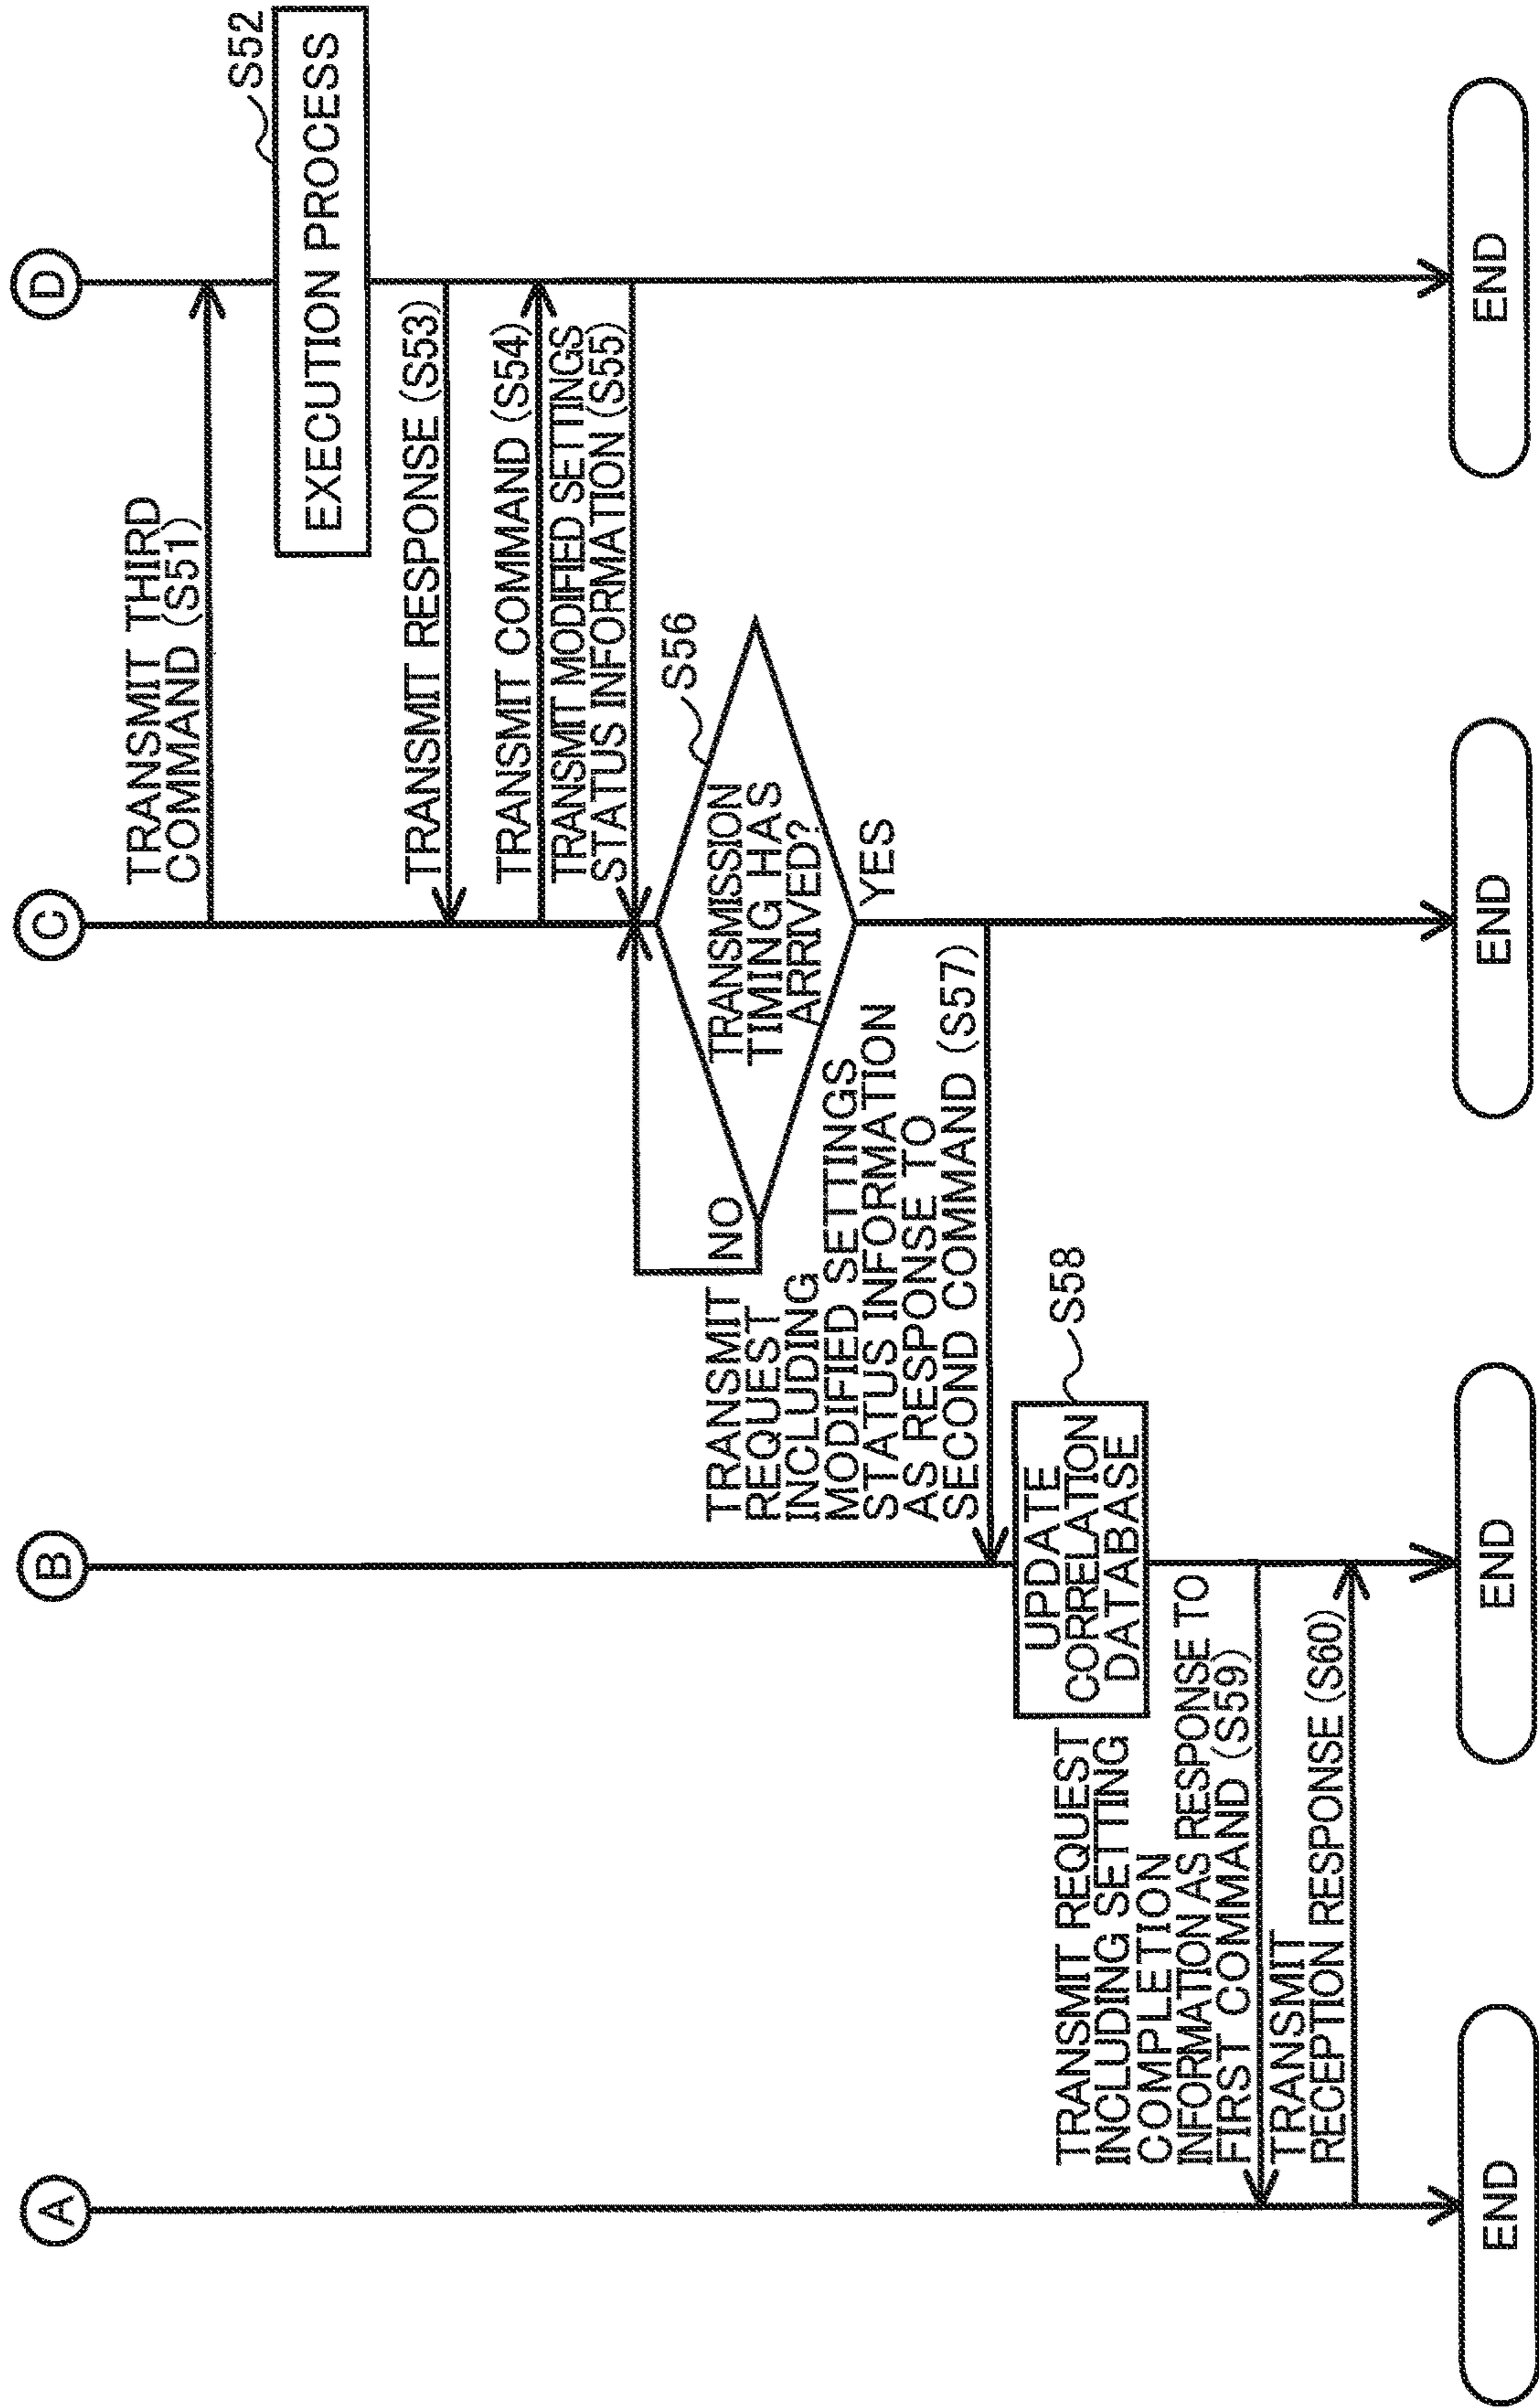 A
B
C
D
TRANSMIT THIRD
COMMAND (S51)
S52
EXECUTION PROCESS
TRANSMIT RESPONSE (S53)
TRANSMIT COMMAND (S54)
TRANSMIT MODIFIED SETTINGS
STATUS INFORMATION (S55)
S56
TRANSMISSION
TIMING HAS
ARRIVED?
NO
YES
TRANSMIT
REQUEST
INCLUDING
MODIFIED SETTINGS
STATUS INFORMATION
AS RESPONSE TO
SECOND COMMAND (S57)
S58
UPDATE
CORRELATION
DATABASE
TRANSMIT REQUEST
INCLUDING SETTING
COMPLETION
INFORMATION AS RESPONSE TO
FIRST COMMAND (S59)
TRANSMIT
RECEPTION RESPONSE (S60)
END
END
END
END